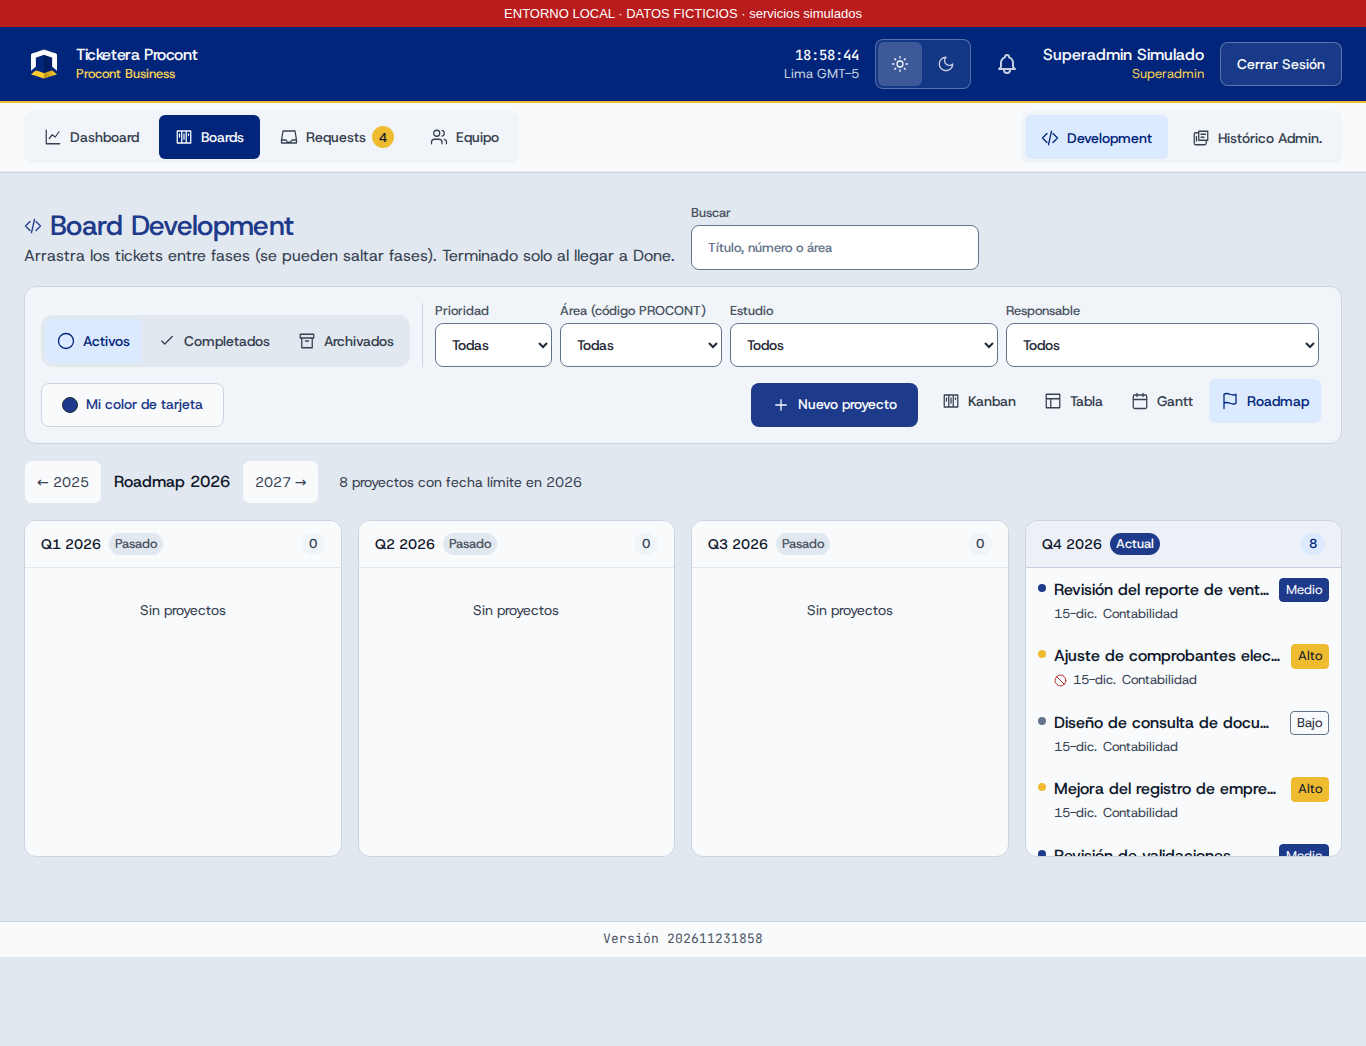 ENTORNO LOCAL · DATOS FICTICIOS · servicios simulados
Ticketera Procont
Procont Business
18:58:44
Lima GMT-5
Superadmin Simulado
Superadmin
Cerrar Sesión
Dashboard
Boards
Requests 4
Equipo
Development
Histórico Admin.
Board Development
Arrastra los tickets entre fases (se pueden saltar fases). Terminado solo al llegar a Done.
Buscar
Título, número o área
Activos
Completados
Archivados
Prioridad
Todas
Área (código PROCONT)
Todas
Estudio
Todos
Responsable
Todos
Mi color de tarjeta
+ Nuevo proyecto
Kanban
Tabla
Gantt
Roadmap
← 2025
Roadmap 2026
2027 →
8 proyectos con fecha límite en 2026
Q1 2026 Pasado 0
Sin proyectos
Q2 2026 Pasado 0
Sin proyectos
Q3 2026 Pasado 0
Sin proyectos
Q4 2026 Actual 8
Revisión del reporte de vent... Medio
15-dic. Contabilidad
Ajuste de comprobantes elec... Alto
15-dic. Contabilidad
Diseño de consulta de docu... Bajo
15-dic. Contabilidad
Mejora del registro de empre... Alto
15-dic. Contabilidad
Revisión de validaciones Medio
Versión 202611231858